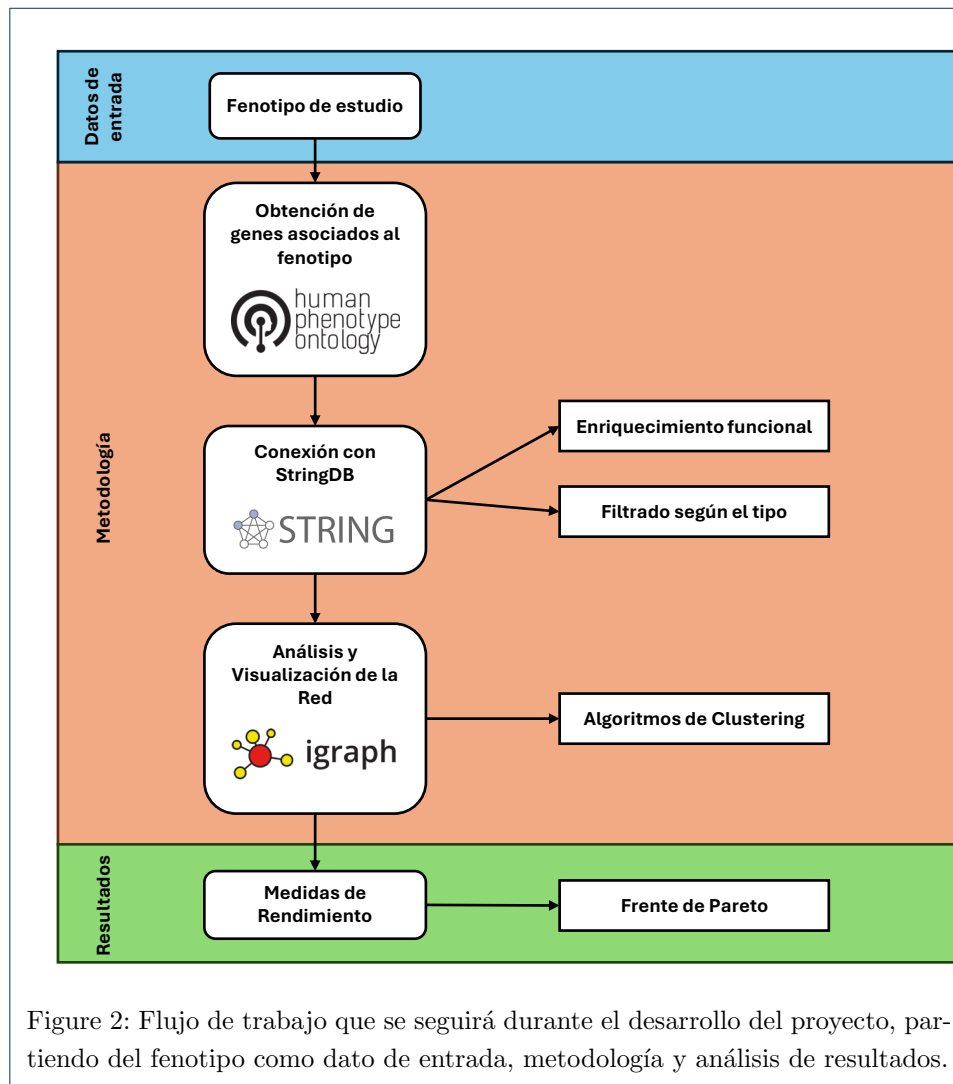 Datos de
entrada
Fenotipo de estudio
Metodología
Obtención de
genes asociados al
fenotipo
human
phenotype
ontology
Conexión con
StringDB
STRING
Enriquecimiento funcional
Filtrado según el tipo
Análisis y
Visualización de la
Red
igraph
Algoritmos de Clustering
Resultados
Medidas de
Rendimiento
Frente de Pareto
Figure 2: Flujo de trabajo que se seguirá durante el desarrollo del proyecto, par-
tiendo del fenotipo como dato de entrada, metodología y análisis de resultados.